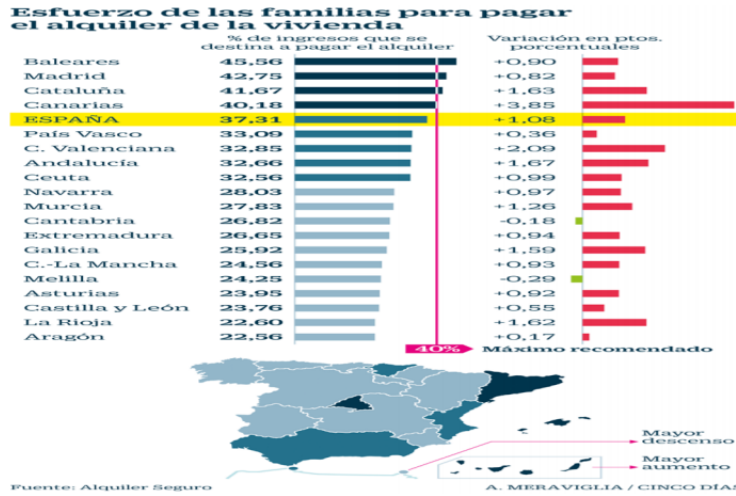 Esfuerzo de las familias para pagar
el alquiler de la vivienda
% de ingresos que se
destina a pagar el alquiler
Variación en ptos.
porcentuales
Baleares 45,56 +0,90
Madrid 42,75 +0,82
Cataluña 41,67 +1,63
Canarias 40,18 +3,85
ESPAÑA 37,31 +1,08
País Vasco 33,09 +0,36
C. Valenciana 32,85 +2,09
Andalucía 32,66 +1,67
Ceuta 32,56 +0,99
Navarra 28,03 +0,97
Murcia 27,83 +1,26
Cantabria 26,82 -0,18
Extremadura 26,65 +0,94
Galicia 25,92 +1,59
C.-La Mancha 24,56 +0,93
Melilla 24,25 -0,29
Asturias 23,95 +0,92
Castilla y León 23,76 +0,55
La Rioja 22,60 +1,62
Aragón 22,56 +0,17
40% Máximo recomendado
Mayor
descenso
Mayor
aumento
Fuente: Alquiler Seguro
A. MERAVIGLIA / CINCO DÍAS